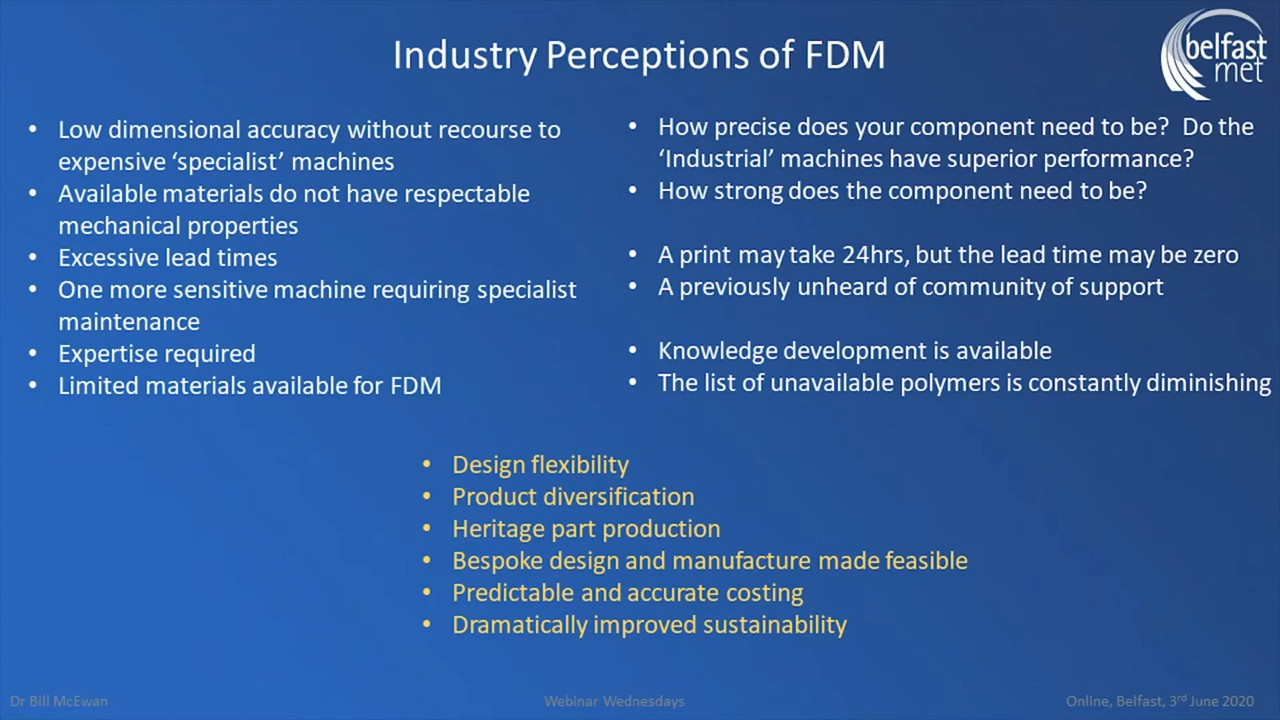 Industry Perceptions of FDM
belfast
met
• Low dimensional accuracy without recourse to
expensive ‘specialist’ machines
• Available materials do not have respectable
mechanical properties
• Excessive lead times
• One more sensitive machine requiring specialist
maintenance
• Expertise required
• Limited materials available for FDM
• How precise does your component need to be? Do the
‘Industrial’ machines have superior performance?
• How strong does the component need to be?
• A print may take 24hrs, but the lead time may be zero
• A previously unheard of community of support
• Knowledge development is available
• The list of unavailable polymers is constantly diminishing
• Design flexibility
• Product diversification
• Heritage part production
• Bespoke design and manufacture made feasible
• Predictable and accurate costing
• Dramatically improved sustainability
Dr Bill McEwan
Webinar Wednesdays
Online, Belfast, 3rd June 2020